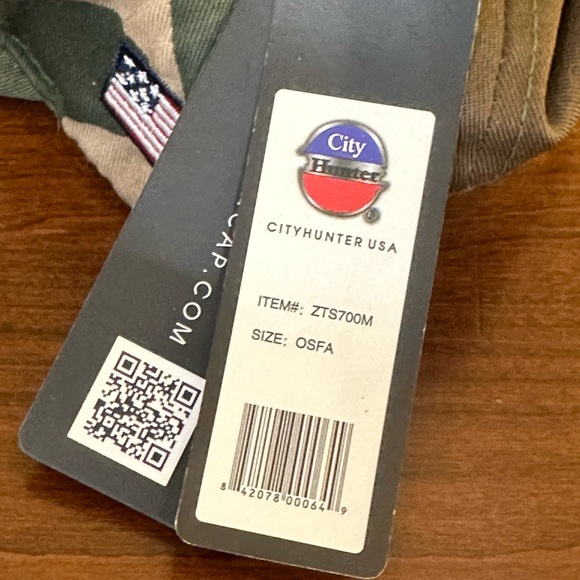 City
Hunter
®
CITYHUNTER USA
ITEM#: ZTS700M
SIZE: OSFA
8 42078 00064 9
CAP.COM